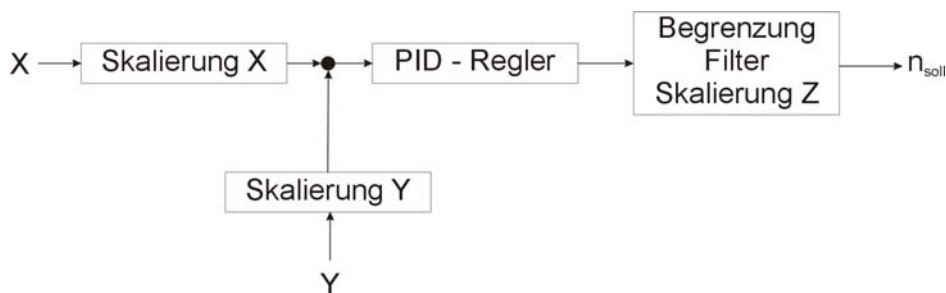 X
Skalierung X
PID - Regler
Begrenzung
Filter
Skalierung Z
n_soll
Skalierung Y
Y